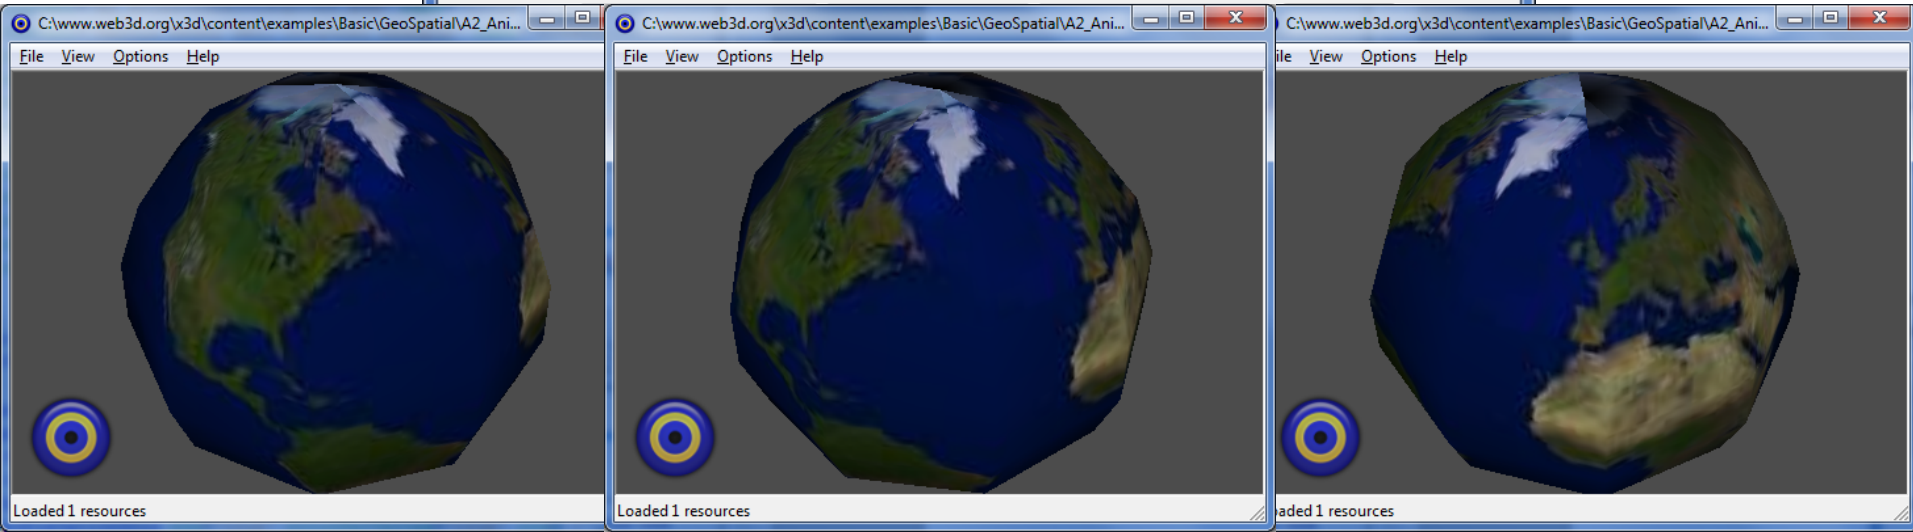 C:\www.web3d.org\x3d\content\examples\Basic\GeoSpatial\A2_Ani...
File View Options Help
Loaded 1 resources
C:\www.web3d.org\x3d\content\examples\Basic\GeoSpatial\A2_Ani...
File View Options Help
Loaded 1 resources
C:\www.web3d.org\x3d\content\examples\Basic\GeoSpatial\A2_Ani...
ile View Options Help
aded 1 resources